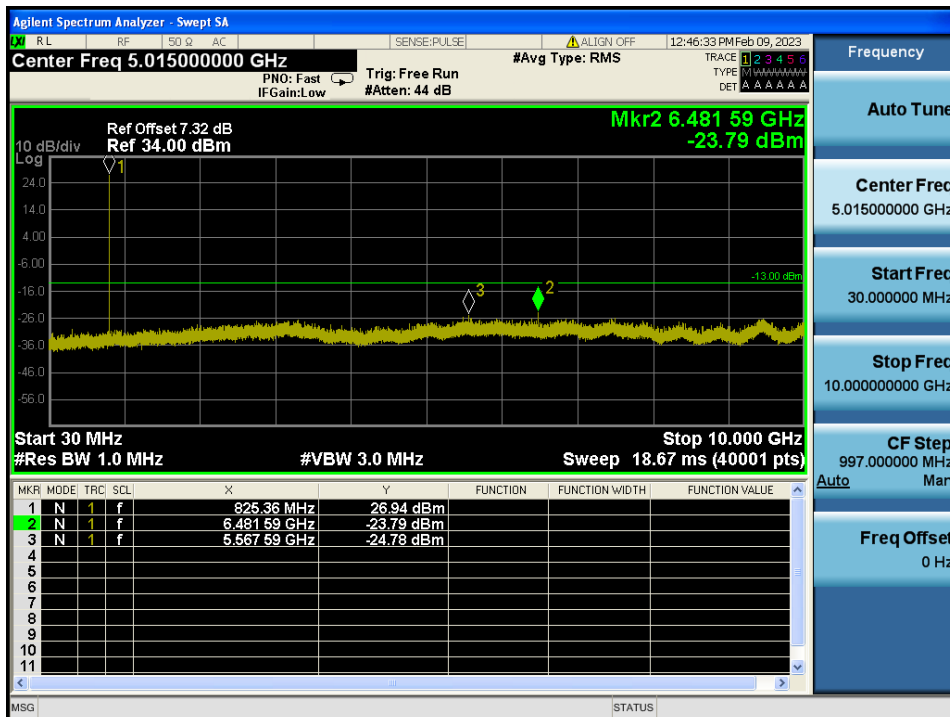 Agilent Spectrum Analyzer - Swept SA
LXI RL RF 50 Ω AC SENSE:PULSE ALIGN OFF 12:46:33 PM Feb 09, 2023
Center Freq 5.015000000 GHz
PNO: Fast
IFGain:Low
Trig: Free Run
#Atten: 44 dB
#Avg Type: RMS
TRACE 1 2 3 4 5 6
TYPE M
DET A A A A A A
Mkr2 6.481 59 GHz
-23.79 dBm
Ref Offset 7.32 dB
10 dB/div Ref 34.00 dBm
Log
1
24.0
14.0
4.00
-6.00
-13.00 dBm
-16.0
3
2
-26.0
-36.0
-46.0
-56.0
Start 30 MHz Stop 10.000 GHz
#Res BW 1.0 MHz #VBW 3.0 MHz Sweep 18.67 ms (40001 pts)
MKR MODE TRC SCL X Y FUNCTION FUNCTION WIDTH FUNCTION VALUE
1 N 1 f 825.36 MHz 26.94 dBm
2 N 1 f 6.481 59 GHz -23.79 dBm
3 N 1 f 5.567 59 GHz -24.78 dBm
4
5
6
7
8
9
10
11
MSG STATUS
Frequency
Auto Tune
Center Freq
5.015000000 GHz
Start Freq
30.000000 MHz
Stop Freq
10.000000000 GHz
CF Step
997.000000 MHz
Auto Man
Freq Offset
0 Hz